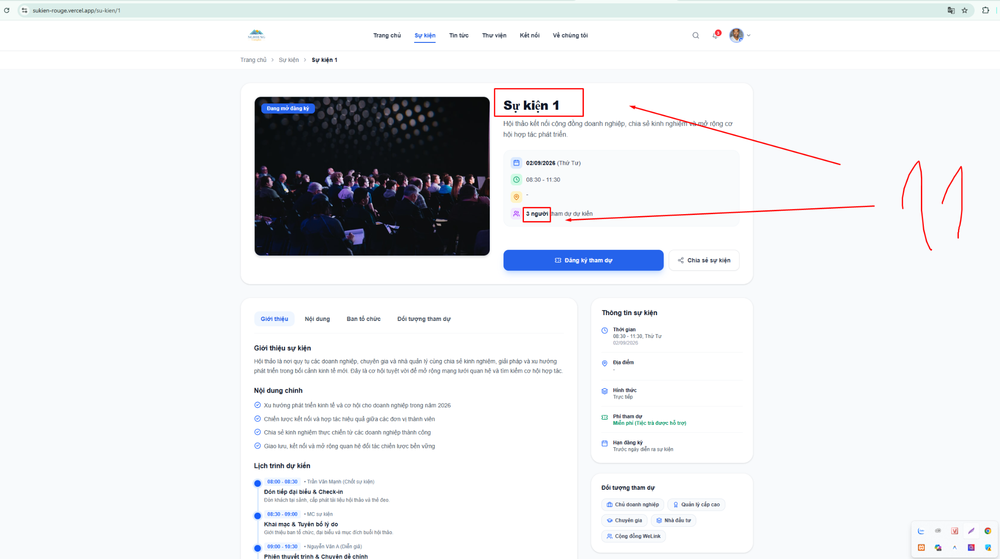 sukien-rouge.vercel.app/su-kien/1
NGHIENG
Trang chủ
Sự kiện
Tin tức
Thư viện
Kết nối
Về chúng tôi
3
Trang chủ > Sự kiện > Sự kiện 1
Đang mở đăng ký
Sự kiện 1
Hội thảo kết nối cộng đồng doanh nghiệp, chia sẻ kinh nghiệm và mở rộng cơ
hội hợp tác phát triển.
02/09/2026 (Thứ Tư)
08:30 - 11:30
-
3 người tham dự dự kiến
11
Đăng ký tham dự
Chia sẻ sự kiện
Giới thiệu
Nội dung
Ban tổ chức
Đối tượng tham dự
Giới thiệu sự kiện
Hội thảo là nơi quy tụ các doanh nghiệp, chuyên gia và nhà quản lý cùng chia sẻ kinh nghiệm, giải pháp và xu hướng
phát triển trong bối cảnh kinh tế mới. Đây là cơ hội tuyệt vời để mở rộng mạng lưới quan hệ và tìm kiếm cơ hội hợp tác.
Nội dung chính
Xu hướng phát triển kinh tế và cơ hội cho doanh nghiệp trong năm 2026
Chiến lược kết nối và hợp tác hiệu quả giữa các đơn vị thành viên
Chia sẻ kinh nghiệm thực chiến từ các doanh nghiệp thành công
Giao lưu, kết nối và mở rộng quan hệ đối tác chiến lược bền vững
Lịch trình dự kiến
08:00 - 08:30 • Trần Văn Mạnh (Chốt sự kiện)
Đón tiếp đại biểu & Check-in
Đón khách tại sảnh, cấp phát tài liệu hội thảo và thẻ đeo.
08:30 - 09:00 • MC sự kiện
Khai mạc & Tuyên bố lý do
Giới thiệu ban tổ chức, đại biểu và mục đích buổi hội thảo.
09:00 - 10:30 • Nguyễn Văn A (Diễn giả)
Phiên thuyết trình & Chuyên đề chính
Thông tin sự kiện
Thời gian
08:30 - 11:30, Thứ Tư
02/09/2026
Địa điểm
-
Hình thức
Trực tiếp
Phí tham dự
Miễn phí (Tiệc trà được hỗ trợ)
Hạn đăng ký
Trước ngày diễn ra sự kiện
Đối tượng tham dự
Chủ doanh nghiệp
Quản lý cấp cao
Chuyên gia
Nhà đầu tư
Cộng đồng WeLink